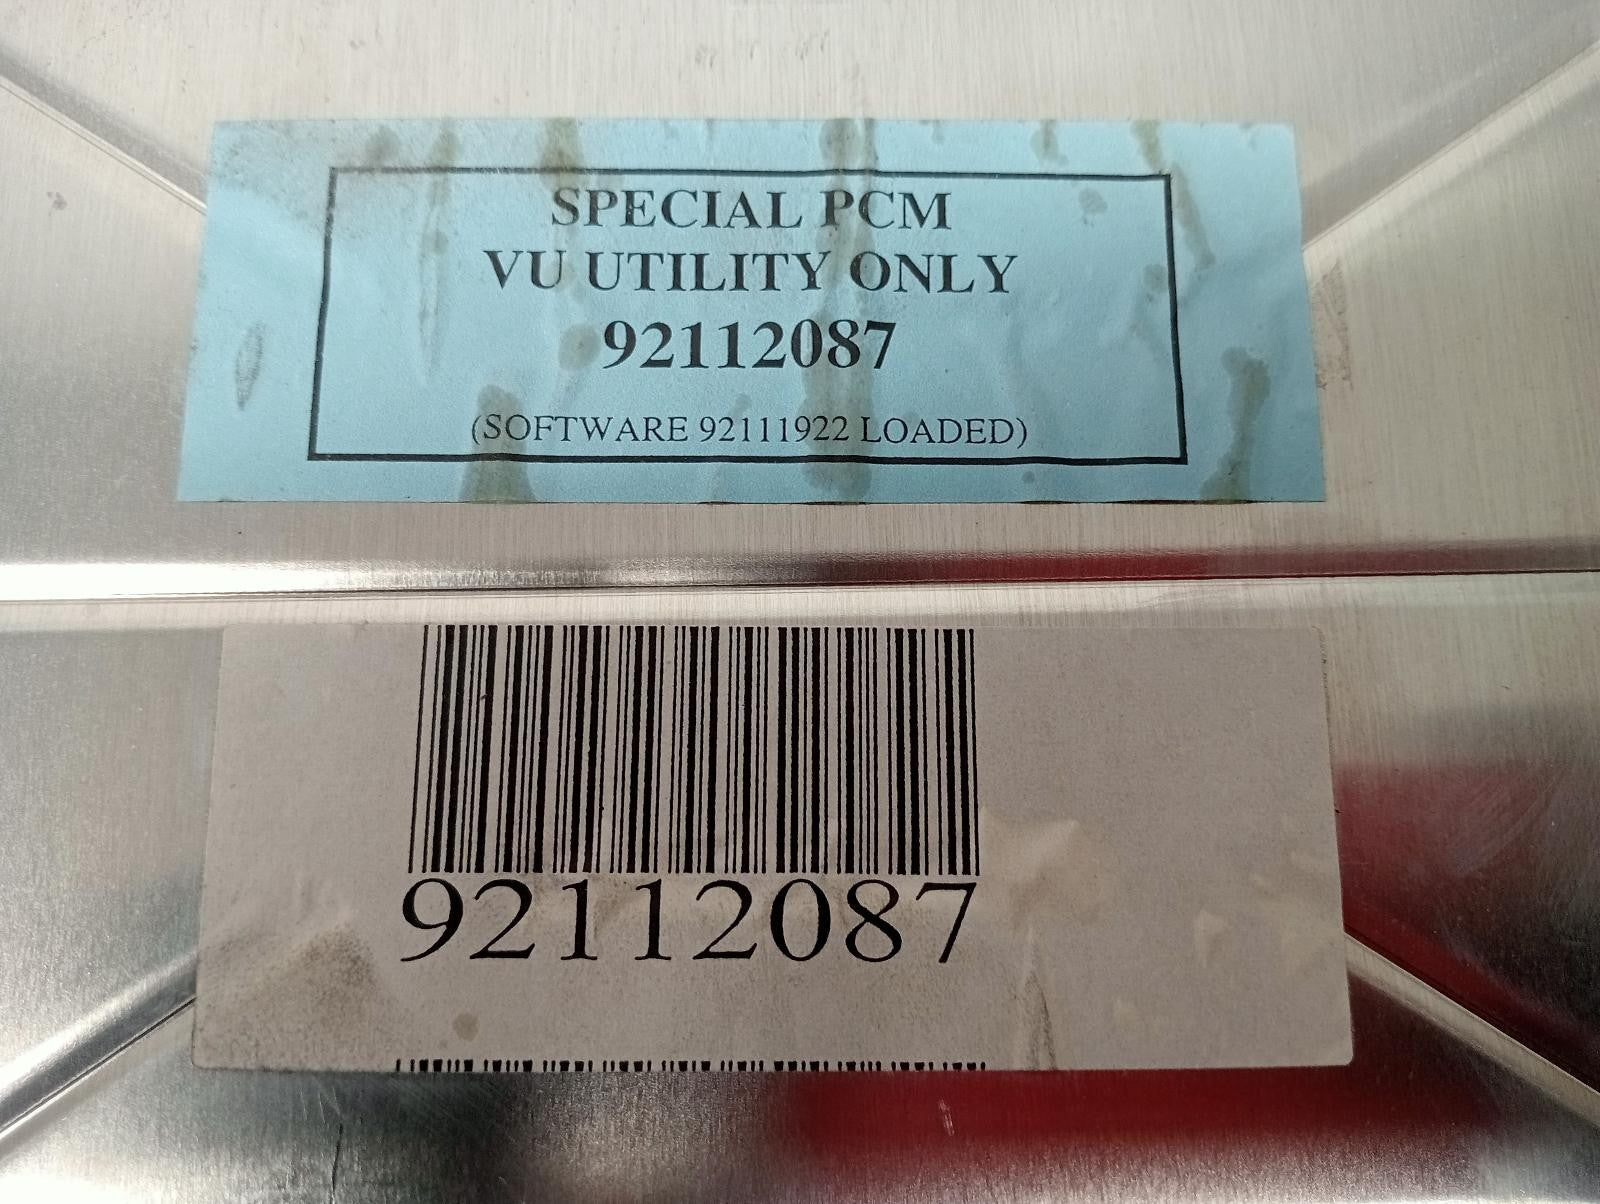 SPECIAL PCM
VU UTILITY ONLY
92112087
(SOFTWARE 92111922 LOADED)
92112087